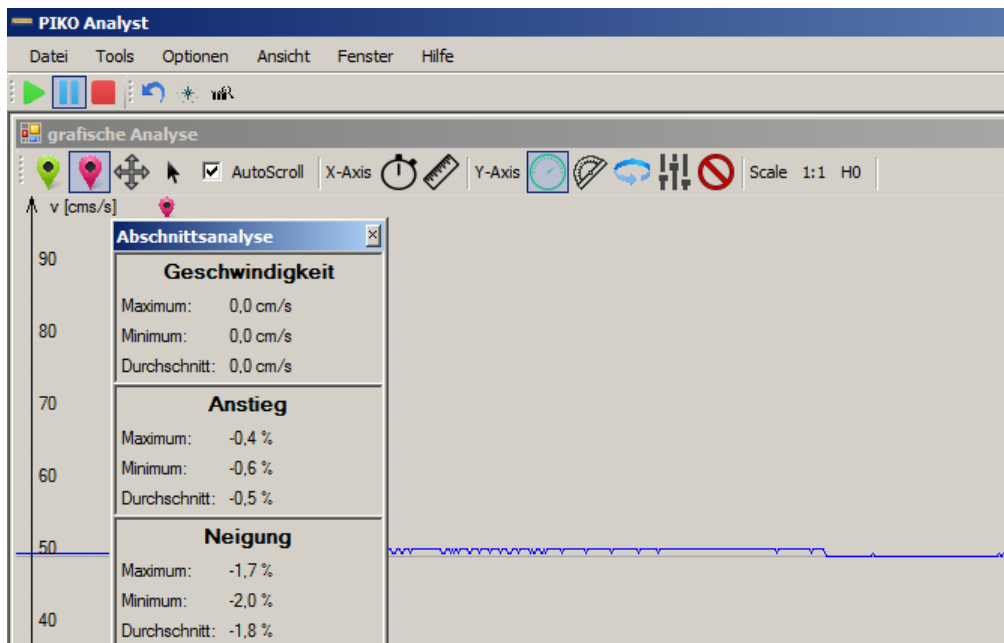 PIKO Analyst
Datei Tools Optionen Ansicht Fenster Hilfe
grafische Analyse
AutoScroll X-Axis Y-Axis Scale 1:1 H0
v [cms/s]
Abschnittsanalyse
90
Geschwindigkeit
Maximum: 0,0 cm/s
80
Minimum: 0,0 cm/s
Durchschnitt: 0,0 cm/s
70
Anstieg
Maximum: -0,4 %
60
Minimum: -0,6 %
Durchschnitt: -0,5 %
50
Neigung
Maximum: -1,7 %
Minimum: -2,0 %
40
Durchschnitt: -1,8 %